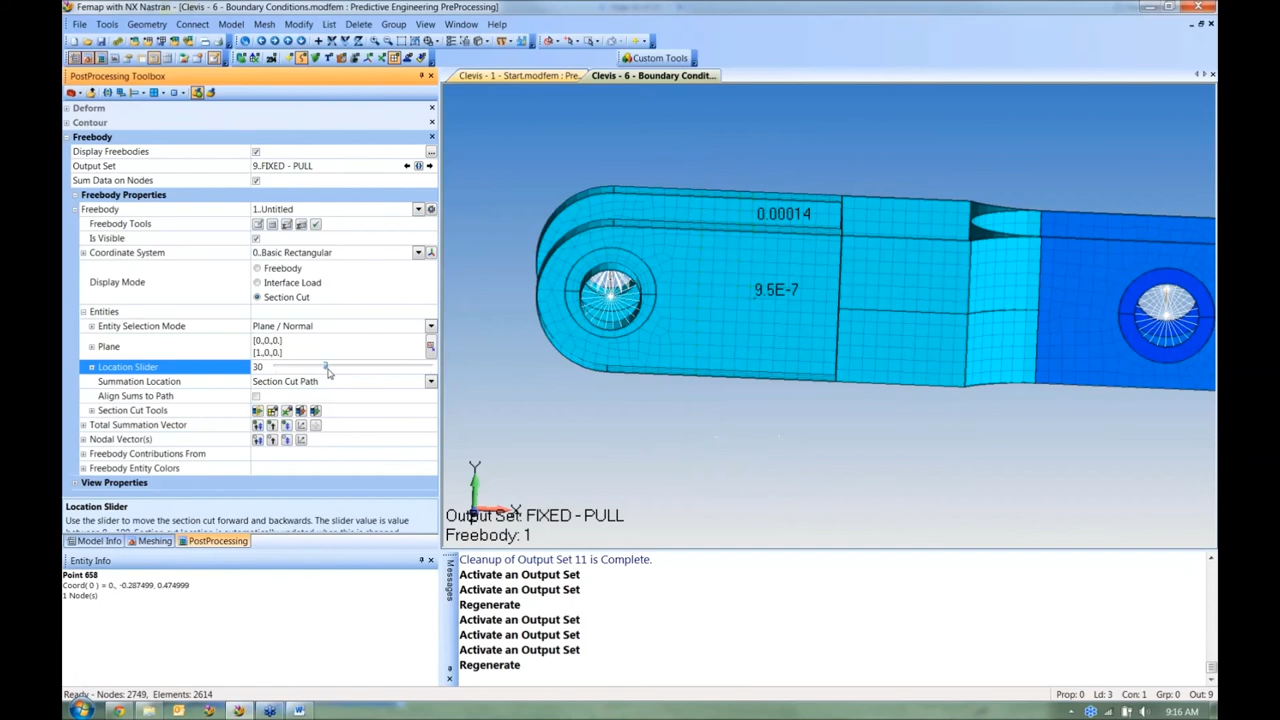 Femap with NX Nastran - [Clevis - 6 - Boundary Conditions.modfem : Predictive Engineering PreProcessing]
File Tools Geometry Connect Model Mesh Modify List Delete Group View Window Help
Custom Tools
PostProcessing Toolbox
Clevis - 1 - Start.modfem : Pre...
Clevis - 6 - Boundary Condit...
Deform
Contour
Freebody
Display Freebodies
Output Set 9..FIXED - PULL
Sum Data on Nodes
Freebody Properties
Freebody 1..Untitled
Freebody Tools
Is Visible
Coordinate System 0..Basic Rectangular
Display Mode
Freebody
Interface Load
Section Cut
Entities
Entity Selection Mode Plane / Normal
Plane
[0.,0.,0.]
[1.,0.,0.]
Location Slider 30
Summation Location Section Cut Path
Align Sums to Path
Section Cut Tools
Total Summation Vector
Nodal Vector(s)
Freebody Contributions From
Freebody Entity Colors
View Properties
Location Slider
Use the slider to move the section cut forward and backwards. The slider value is value
Model Info Meshing PostProcessing
Entity Info
Point 658
Coord( 0 ) = 0., -0.287499, 0.474999
1 Node(s)
0.00014
9.5E-7
Y
X
Output Set: FIXED - PULL
Freebody: 1
Messages
Cleanup of Output Set 11 is Complete.
Activate an Output Set
Activate an Output Set
Regenerate
Activate an Output Set
Activate an Output Set
Activate an Output Set
Regenerate
Ready - Nodes: 2749, Elements: 2614
Prop: 0 Ld: 3 Con: 1 Grp: 0 Out: 9
9:16 AM